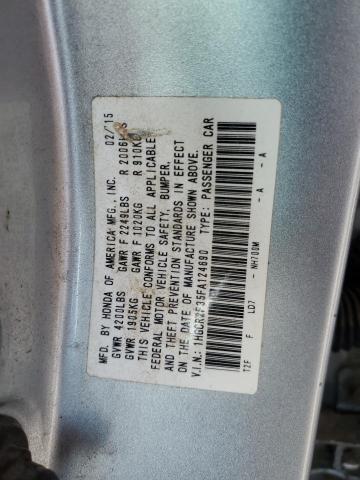 MFD. BY HONDA OF AMERICA MFG., INC. 02/15
GVWR 4200LBS GAWR F 2249LBS R 2006LBS
GVWR 1905KG GAWR F 1020KG R 910KG
THIS VEHICLE CONFORMS TO ALL APPLICABLE
FEDERAL MOTOR VEHICLE SAFETY, BUMPER,
AND THEFT PREVENTION STANDARDS IN EFFECT
ON THE DATE OF MANUFACTURE SHOWN ABOVE.
V.I.N.: 1HGCR2F35FA124690 TYPE: PASSENGER CAR
T2F F LD7 NH700M - A - A